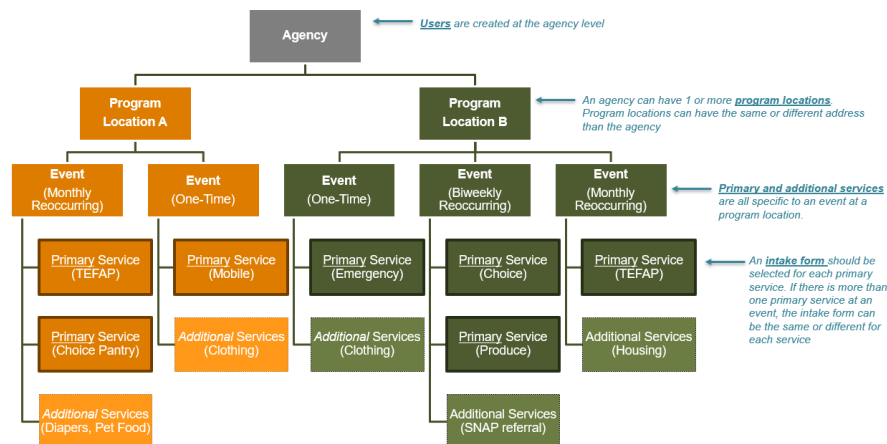 Agency
Users are created at the agency level
Program
Location A
Program
Location B
An agency can have 1 or more program locations.
Program locations can have the same or different address
than the agency
Event
(Monthly
Reoccurring)
Event
(One-Time)
Event
(One-Time)
Event
(Biweekly
Reoccurring)
Event
(Monthly
Reoccurring)
Primary and additional services
are all specific to an event at a
program location.
Primary Service
(TEFAP)
Primary Service
(Mobile)
Primary Service
(Emergency)
Primary Service
(Choice)
Primary Service
(TEFAP)
An intake form should be
selected for each primary
service. If there is more than
one primary service at an
event, the intake form can
be the same or different for
each service
Primary Service
(Choice Pantry)
Additional Services
(Clothing)
Additional Services
(Clothing)
Primary Service
(Produce)
Additional Services
(Housing)
Additional Services
(Diapers, Pet Food)
Additional Services
(SNAP referral)